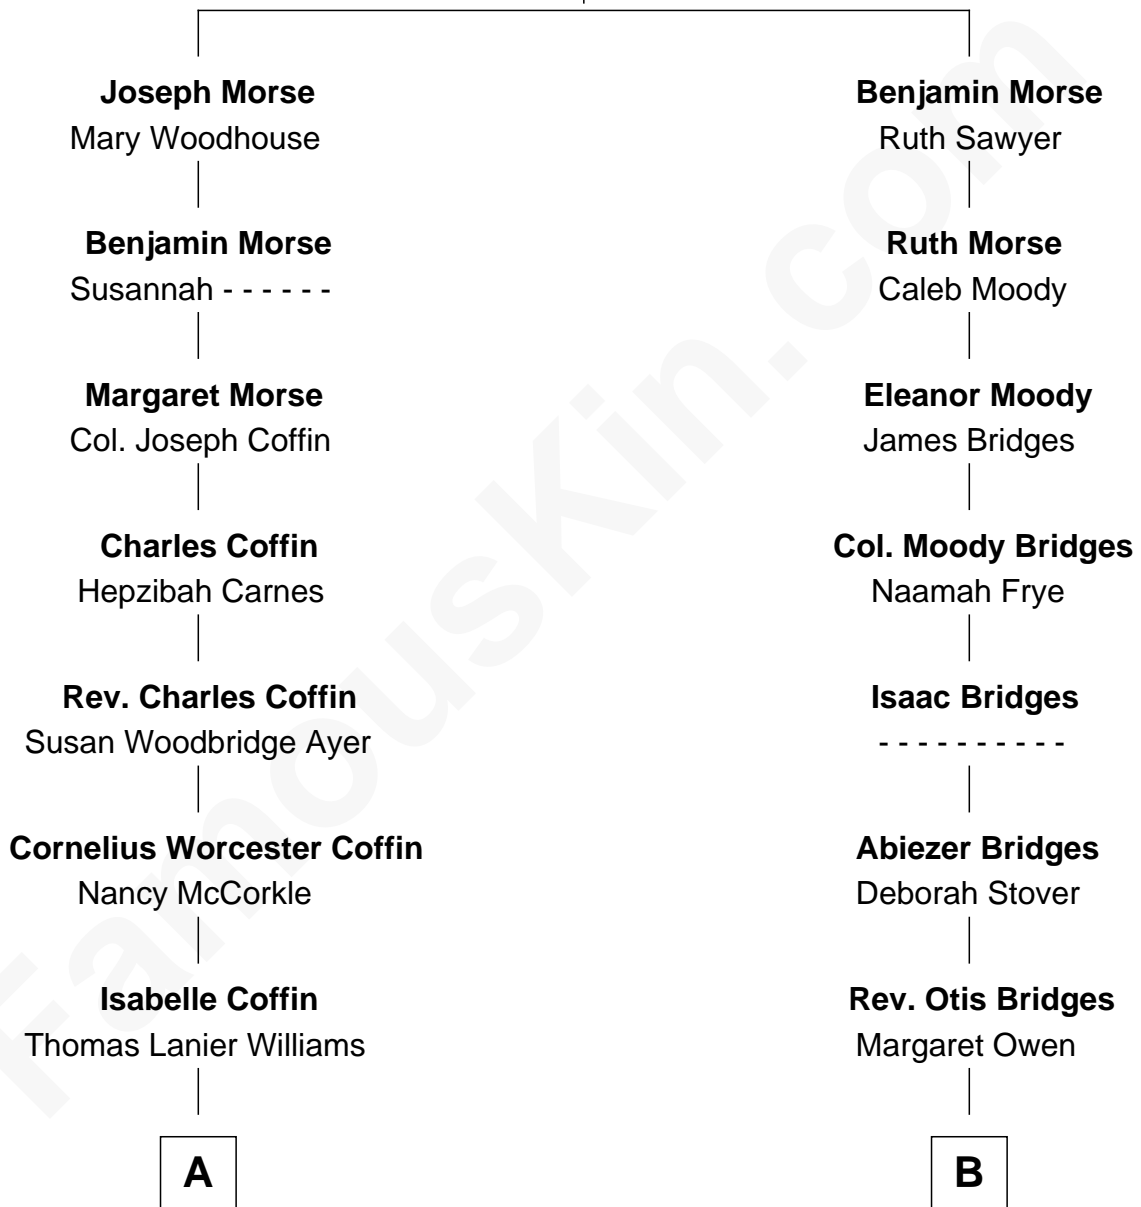 Joseph Morse
Mary Woodhouse
Benjamin Morse
Susannah - - - - - -
Margaret Morse
Col. Joseph Coffin
Charles Coffin
Hepzibah Carnes
Rev. Charles Coffin
Susan Woodbridge Ayer
Cornelius Worcester Coffin
Nancy McCorkle
Isabelle Coffin
Thomas Lanier Williams
A
Benjamin Morse
Ruth Sawyer
Ruth Morse
Caleb Moody
Eleanor Moody
James Bridges
Col. Moody Bridges
Naamah Frye
Isaac Bridges
- - - - - - - - - -
Abiezer Bridges
Deborah Stover
Rev. Otis Bridges
Margaret Owen
B
FamousKin.com